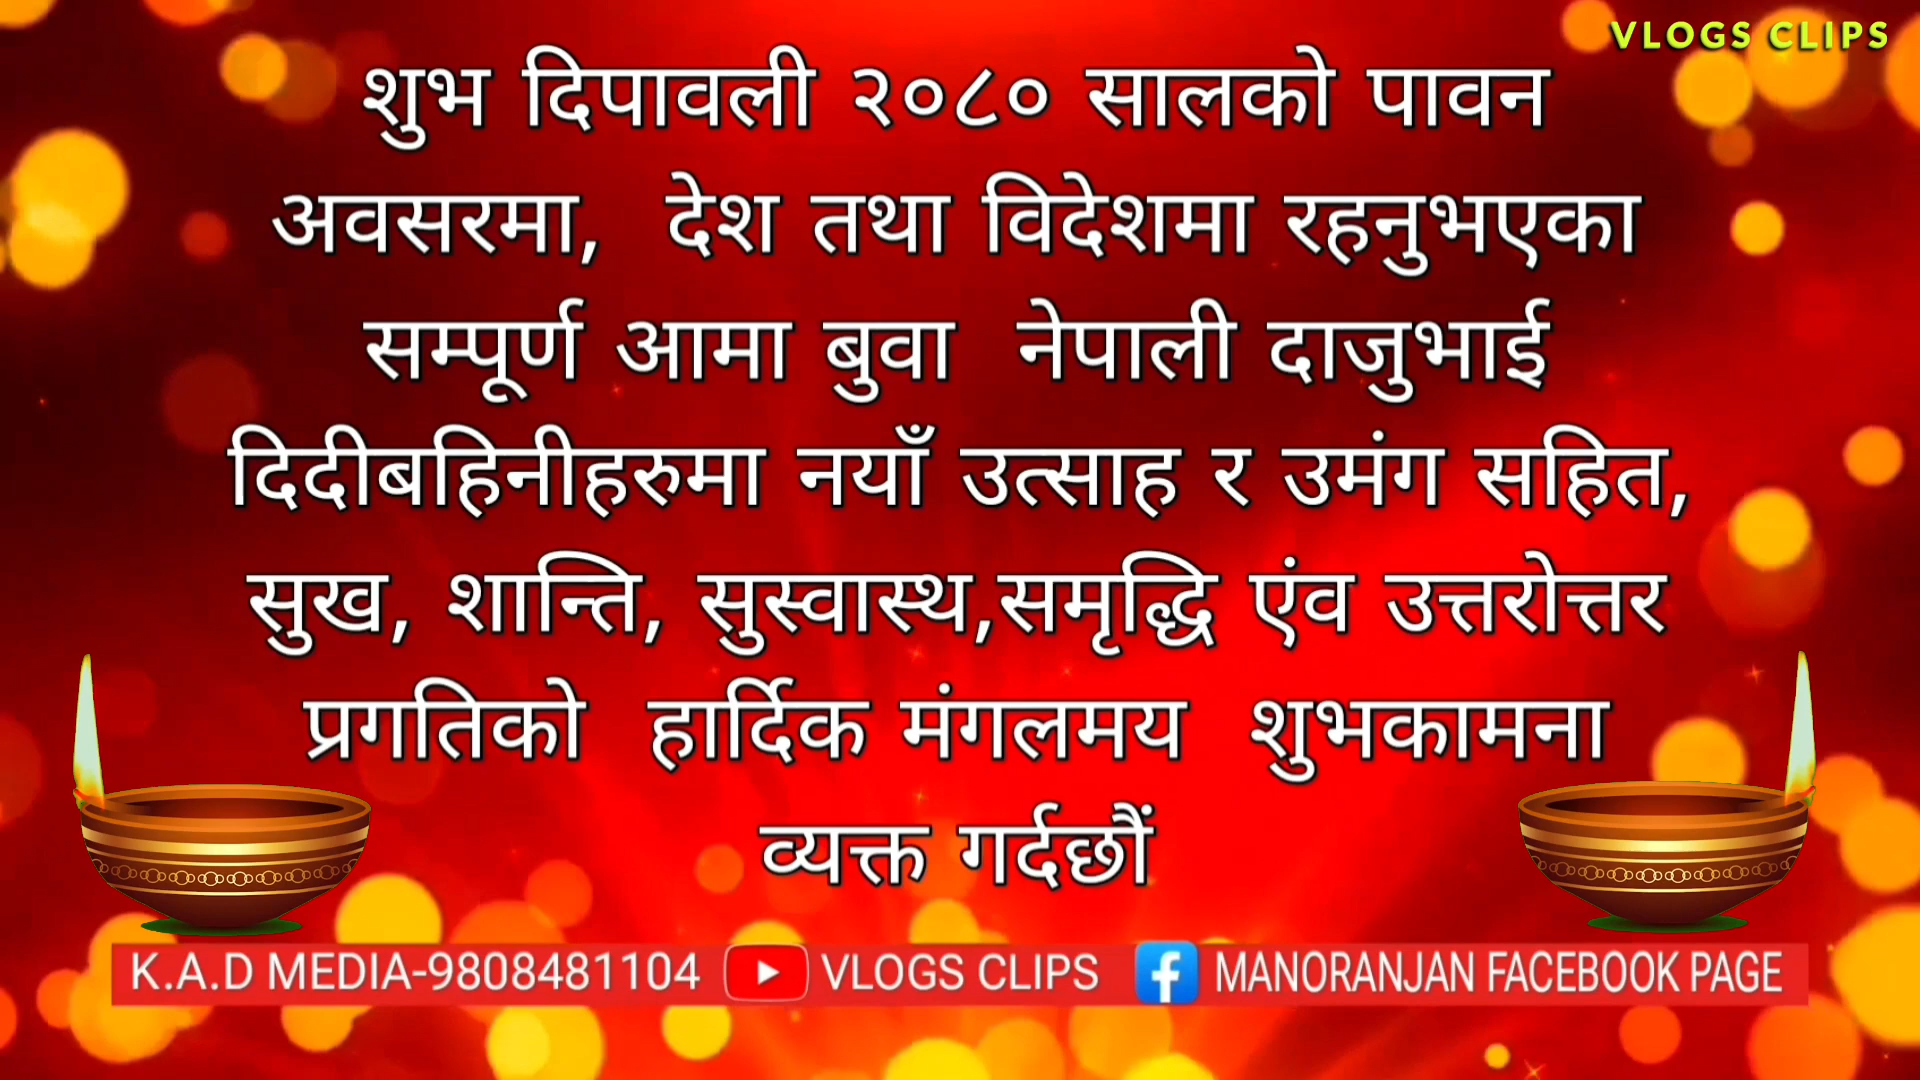 VLOGS CLIPS
शुभ दिपावली २०८० सालको पावन
अवसरमा, देश तथा विदेशमा रहनुभएका
सम्पूर्ण आमा बुवा नेपाली दाजुभाई
दिदीबहिनीहरुमा नयाँ उत्साह र उमंग सहित,
सुख, शान्ति, सुस्वास्थ,समृद्धि एंव उत्तरोत्तर
प्रगतिको हार्दिक मंगलमय शुभकामना
व्यक्त गर्दछौं
K.A.D MEDIA-9808481104 VLOGS CLIPS MANORANJAN FACEBOOK PAGE